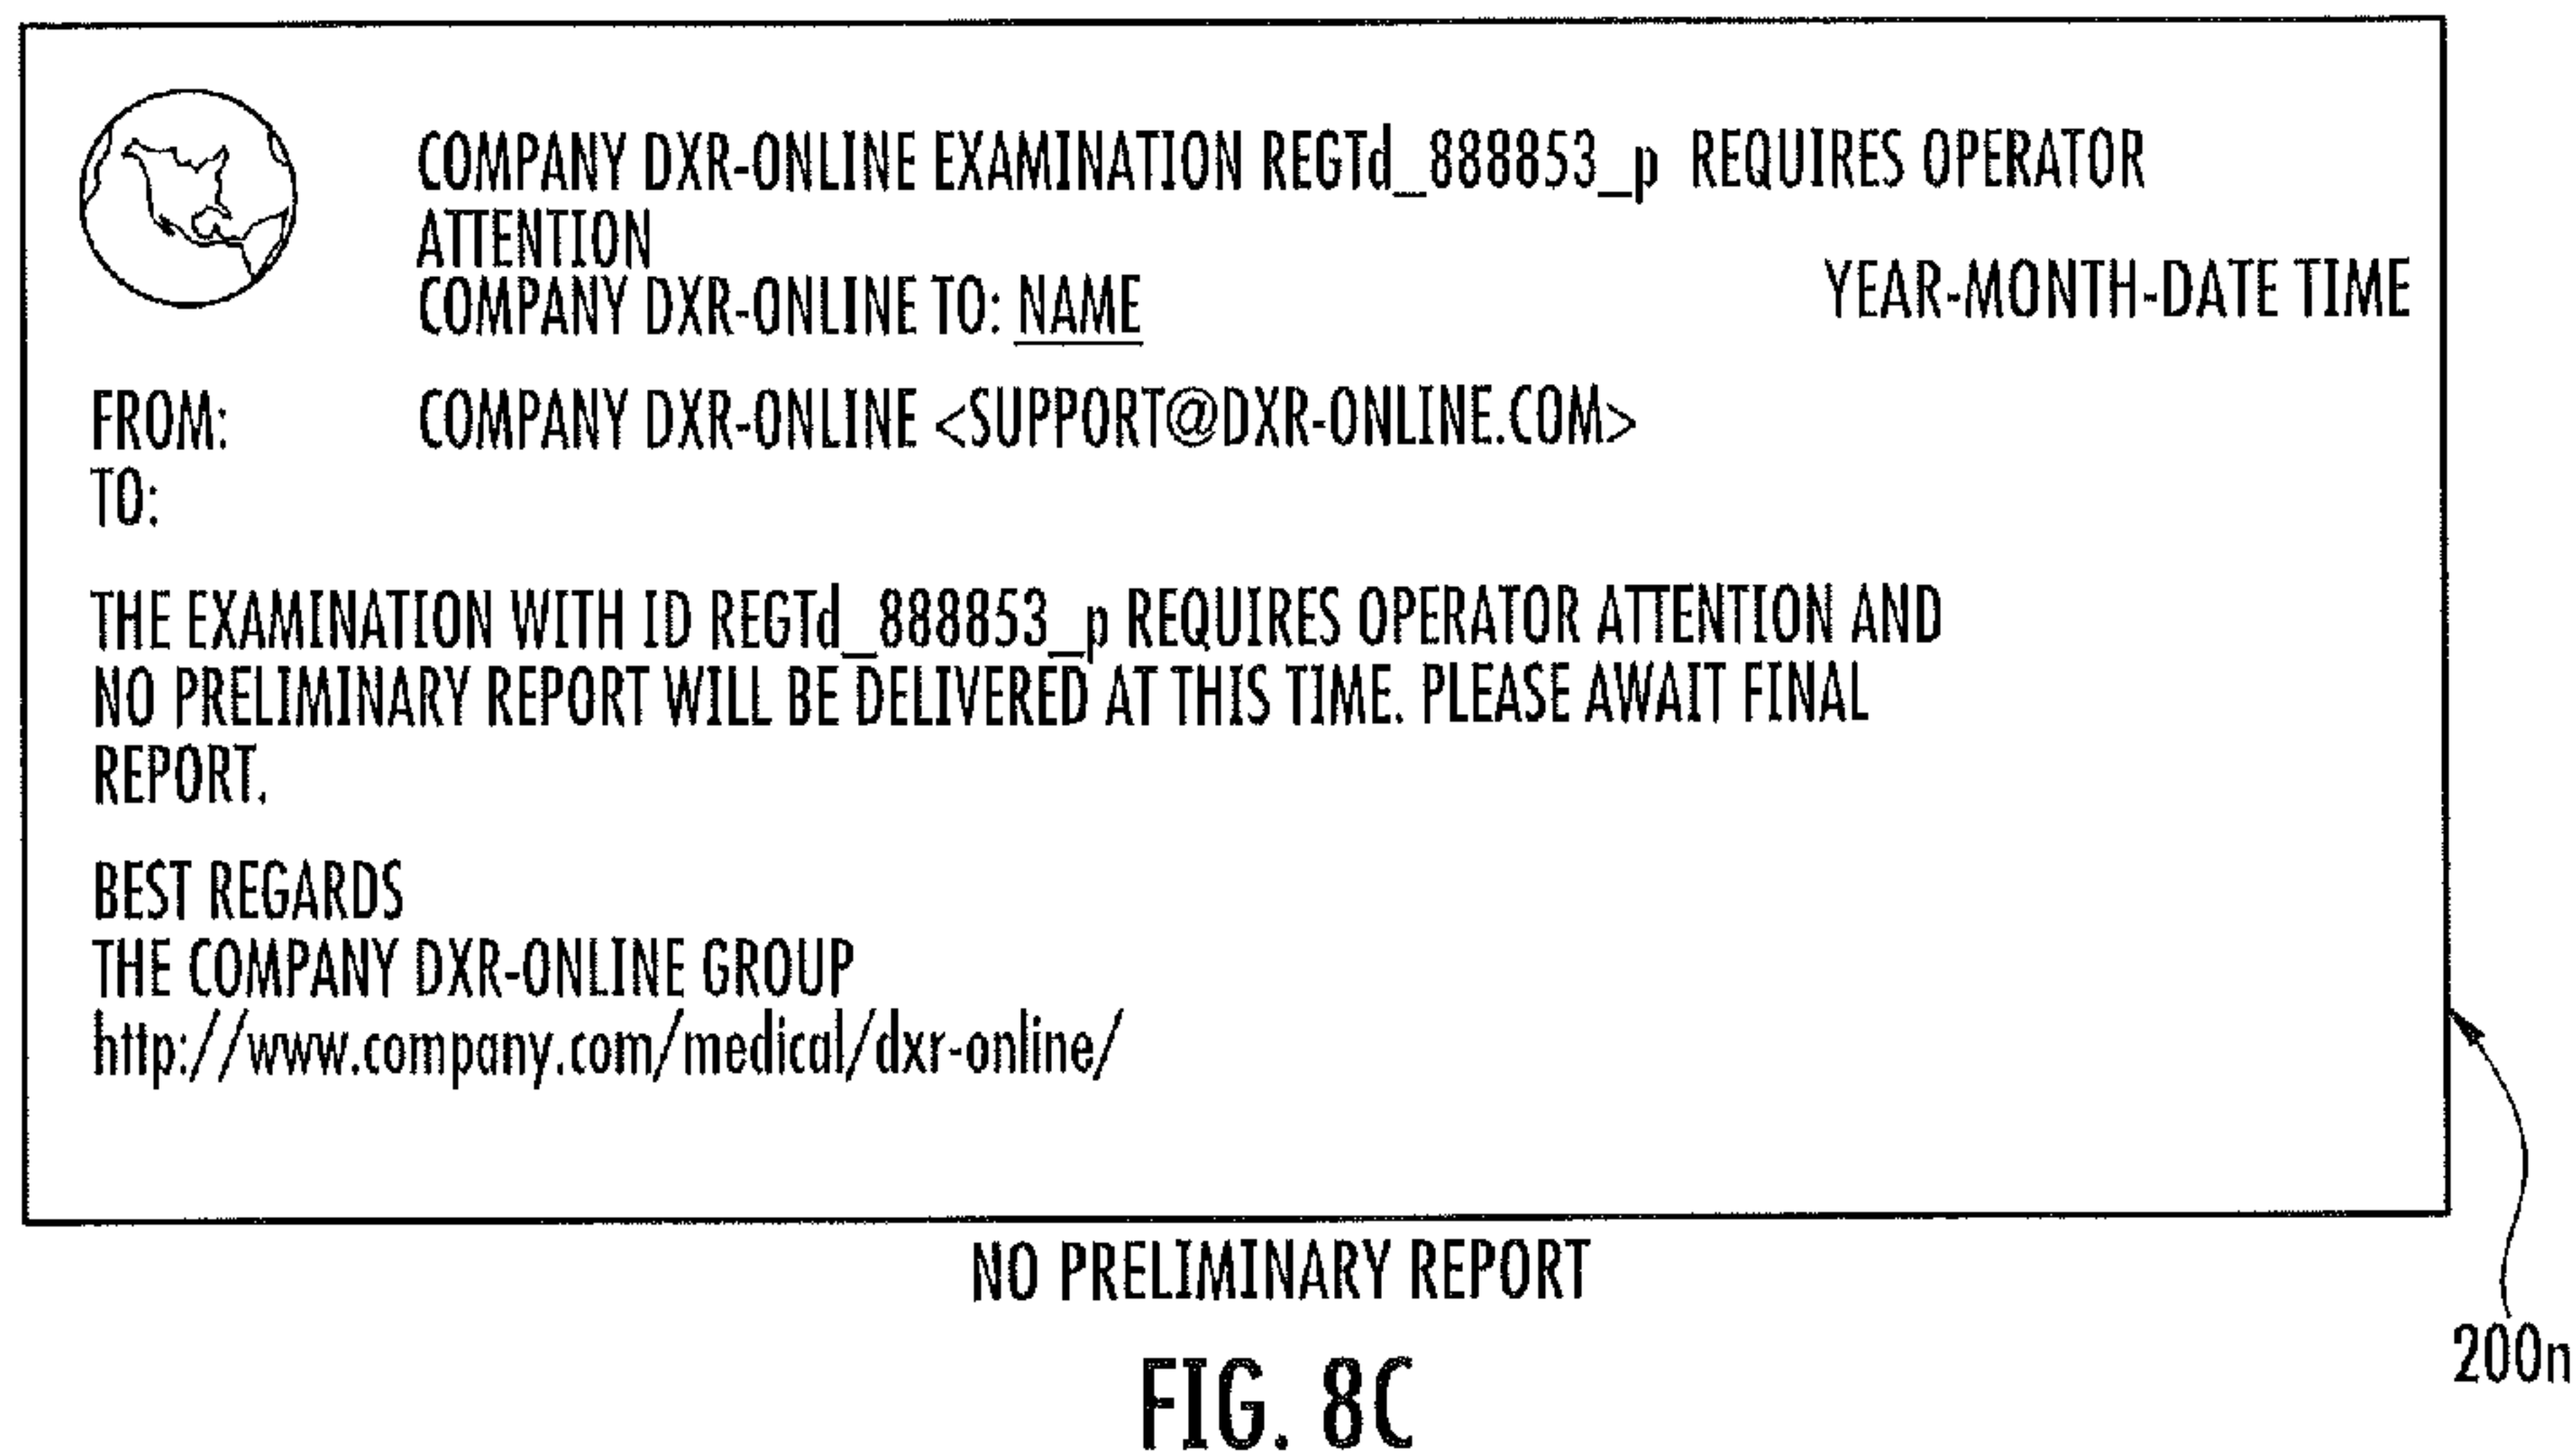 COMPANY DXR-ONLINE EXAMINATION REGTd_888853_p REQUIRES OPERATOR
ATTENTION
COMPANY DXR-ONLINE TO: NAME
YEAR-MONTH-DATE TIME
FROM: COMPANY DXR-ONLINE <SUPPORT@DXR-ONLINE.COM>
TO:
THE EXAMINATION WITH ID REGTd_888853_p REQUIRES OPERATOR ATTENTION AND
NO PRELIMINARY REPORT WILL BE DELIVERED AT THIS TIME. PLEASE AWAIT FINAL
REPORT.
BEST REGARDS
THE COMPANY DXR-ONLINE GROUP
http://www.company.com/medical/dxr-online/
NO PRELIMINARY REPORT
200n
FIG. 8C